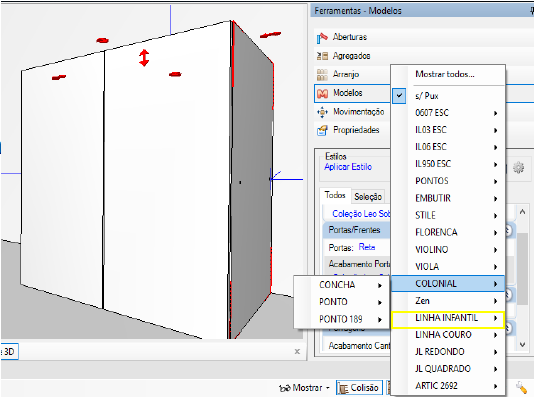 Ferramentas - Modelos
Aberturas
Agregados
Arranjo
Modelos
Movimentação
Propriedades
Estilos
Aplicar Estilo
Todos
Seleção
Coleção Leo Sob
Portas/Frentes
Portas: Reta
Acabamento Porta
Acabamento Cant
Mostrar todos...
s/ Pux
0607 ESC
IL03 ESC
IL06 ESC
IL950 ESC
PONTOS
EMBUTIR
STILE
FLORENCA
VIOLINO
VIOLA
COLONIAL
Zen
LINHA INFANTIL
LINHA COURO
JL REDONDO
JL QUADRADO
ARTIC 2692
CONCHA
PONTO
PONTO 189
3D
Mostrar
Colisão